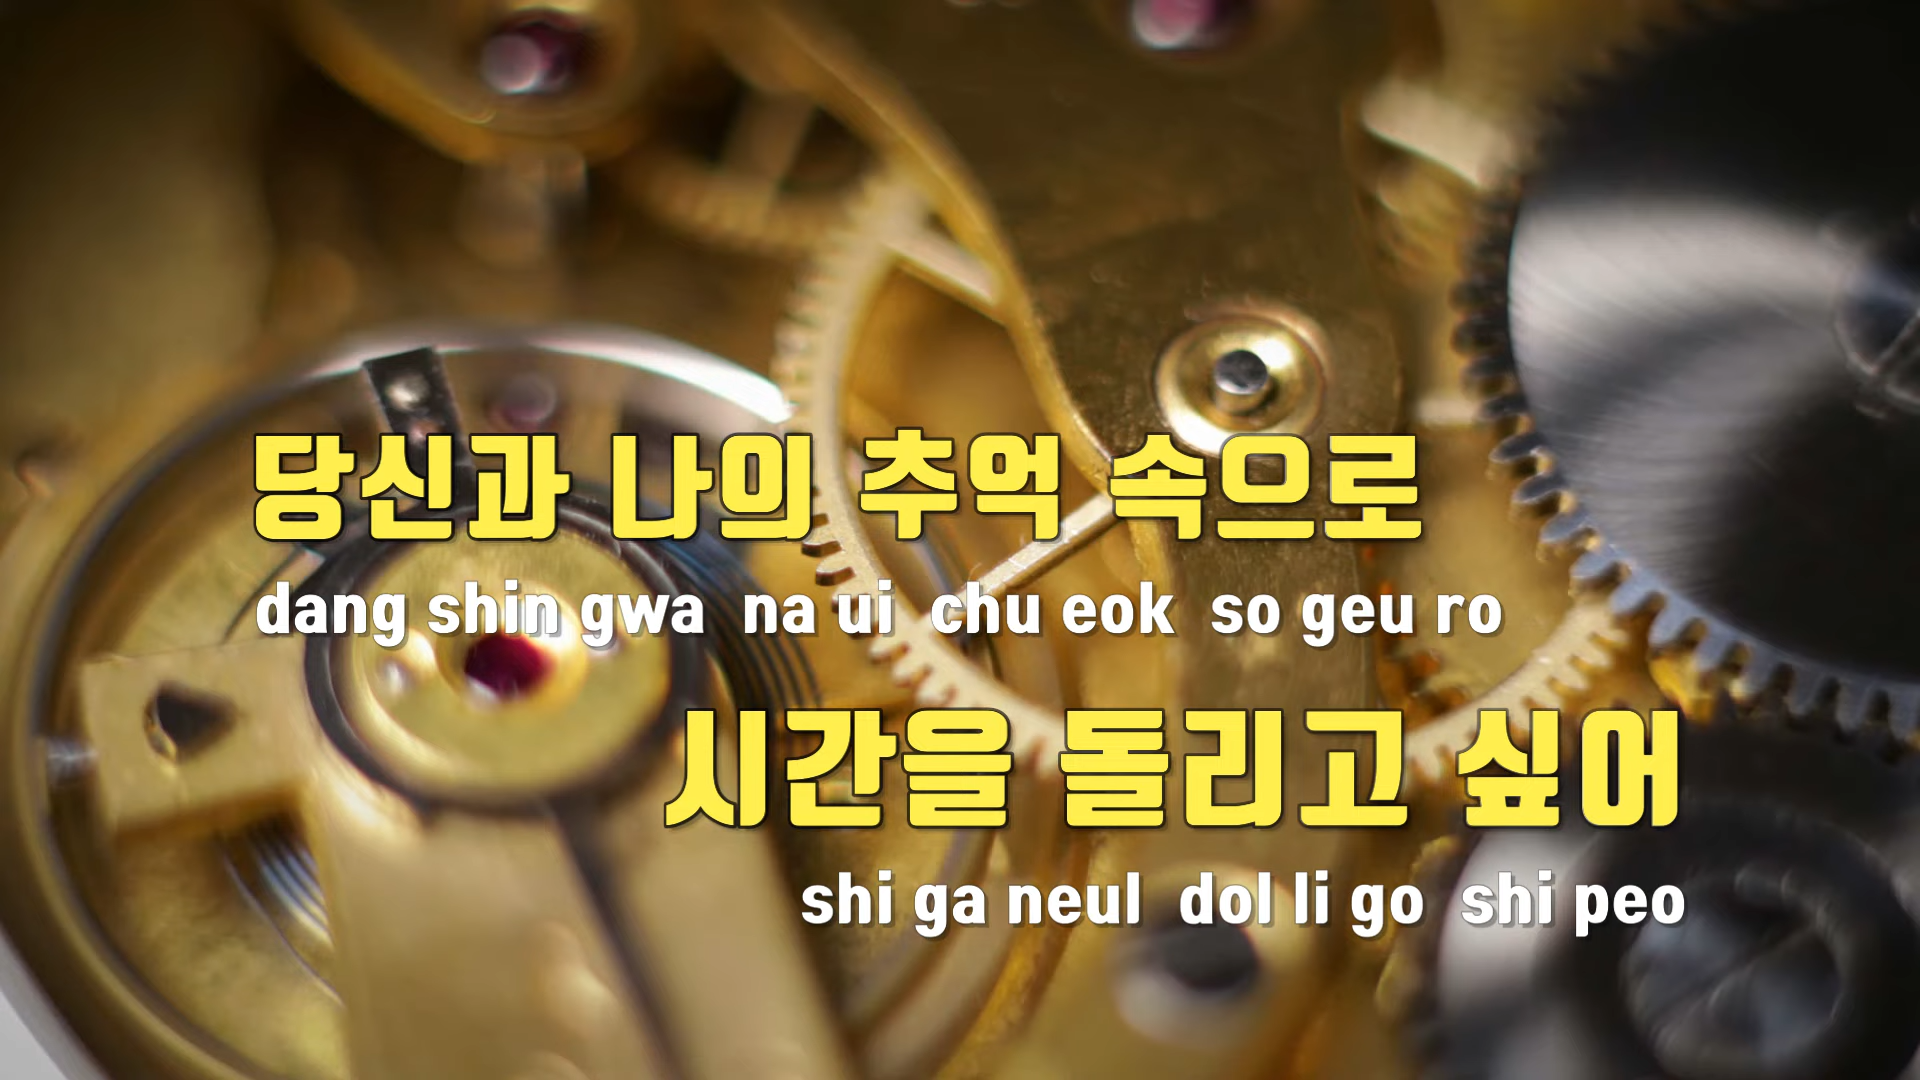 당신과 나의 추억 속으로
dang shin gwa na ui chu eok so geu ro
시간을 돌리고 싶어
shi ga neul dol li go shi peo